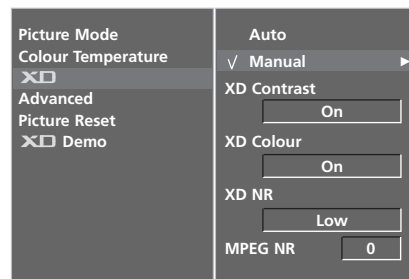 Picture Mode
Colour Temperature
XD
Advanced
Picture Reset
XD Demo
Auto
√ Manual ►
XD Contrast
On
XD Colour
On
XD NR
Low
MPEG NR 0